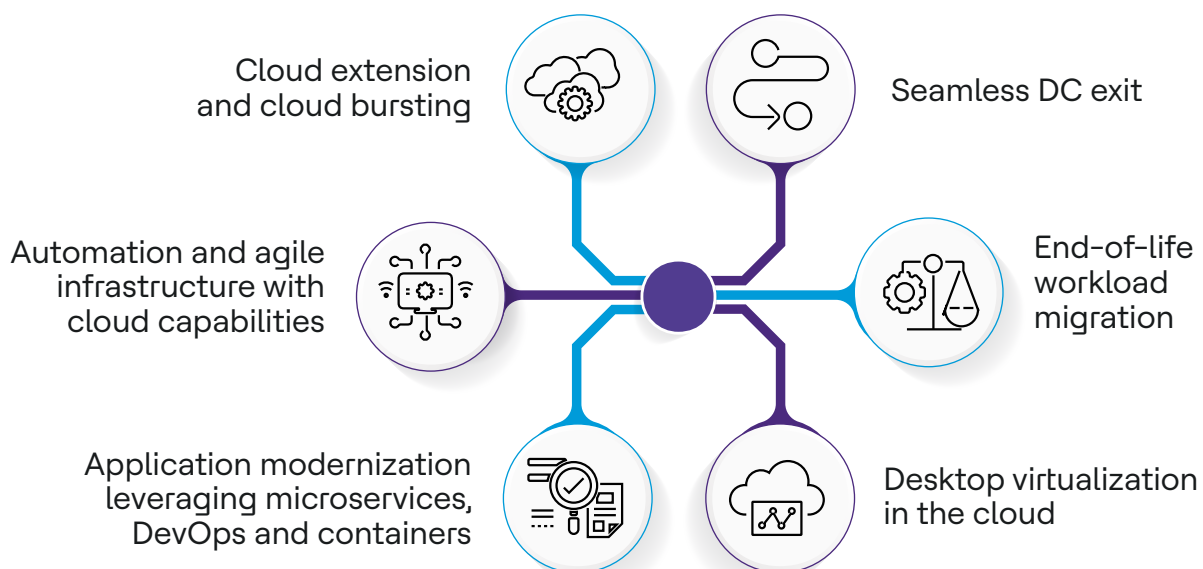 Cloud extension
and cloud bursting
Seamless DC exit
Automation and agile
infrastructure with
cloud capabilities
End-of-life
workload
migration
Application modernization
leveraging microservices,
DevOps and containers
Desktop virtualization
in the cloud